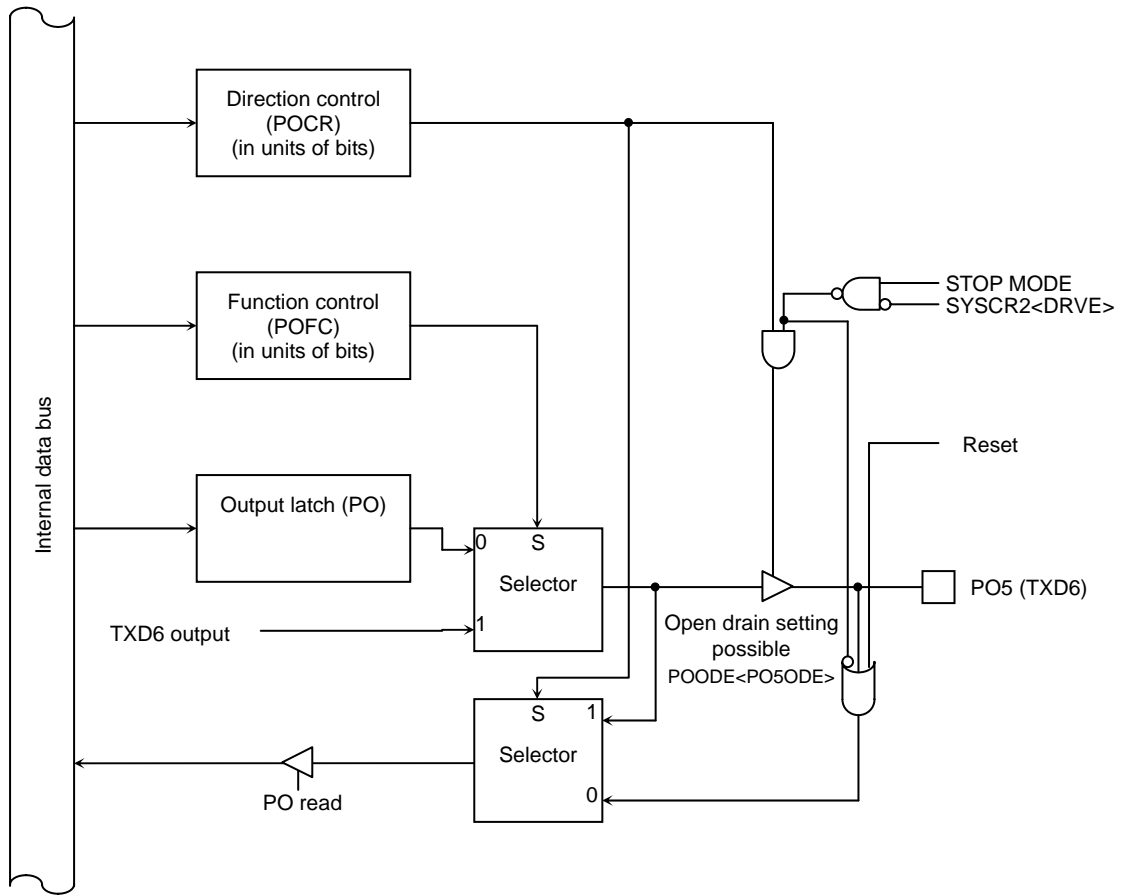 Direction control
(POCR)
(in units of bits)
STOP MODE
SYSCR2<DRVE>
Function control
(POFC)
(in units of bits)
Internal data bus
Reset
Output latch (PO)
0
S
Selector
1
TXD6 output
PO5 (TXD6)
Open drain setting
possible
POODE<PO5ODE>
S
1
Selector
0
PO read